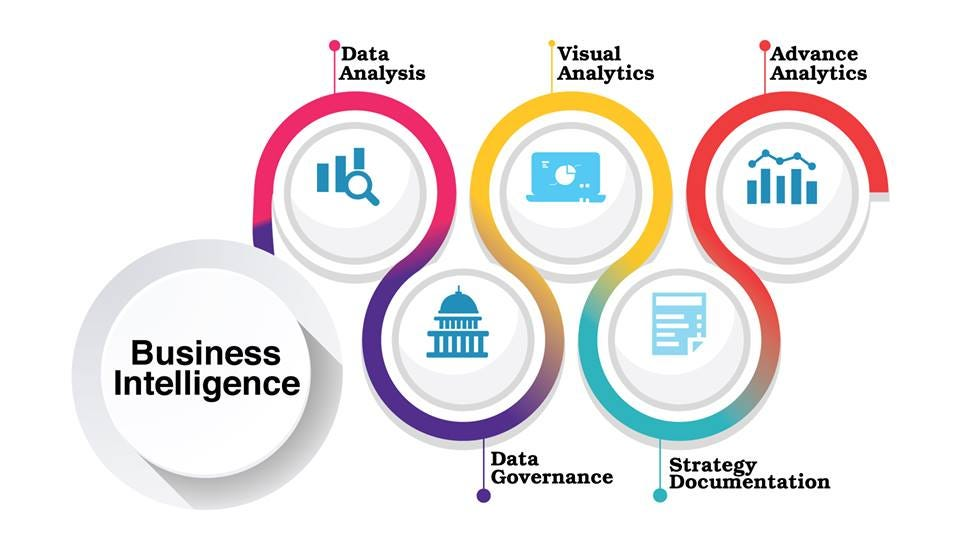 Data
Analysis
Visual
Analytics
Advance
Analytics
Business
Intelligence
Data
Governance
Strategy
Documentation